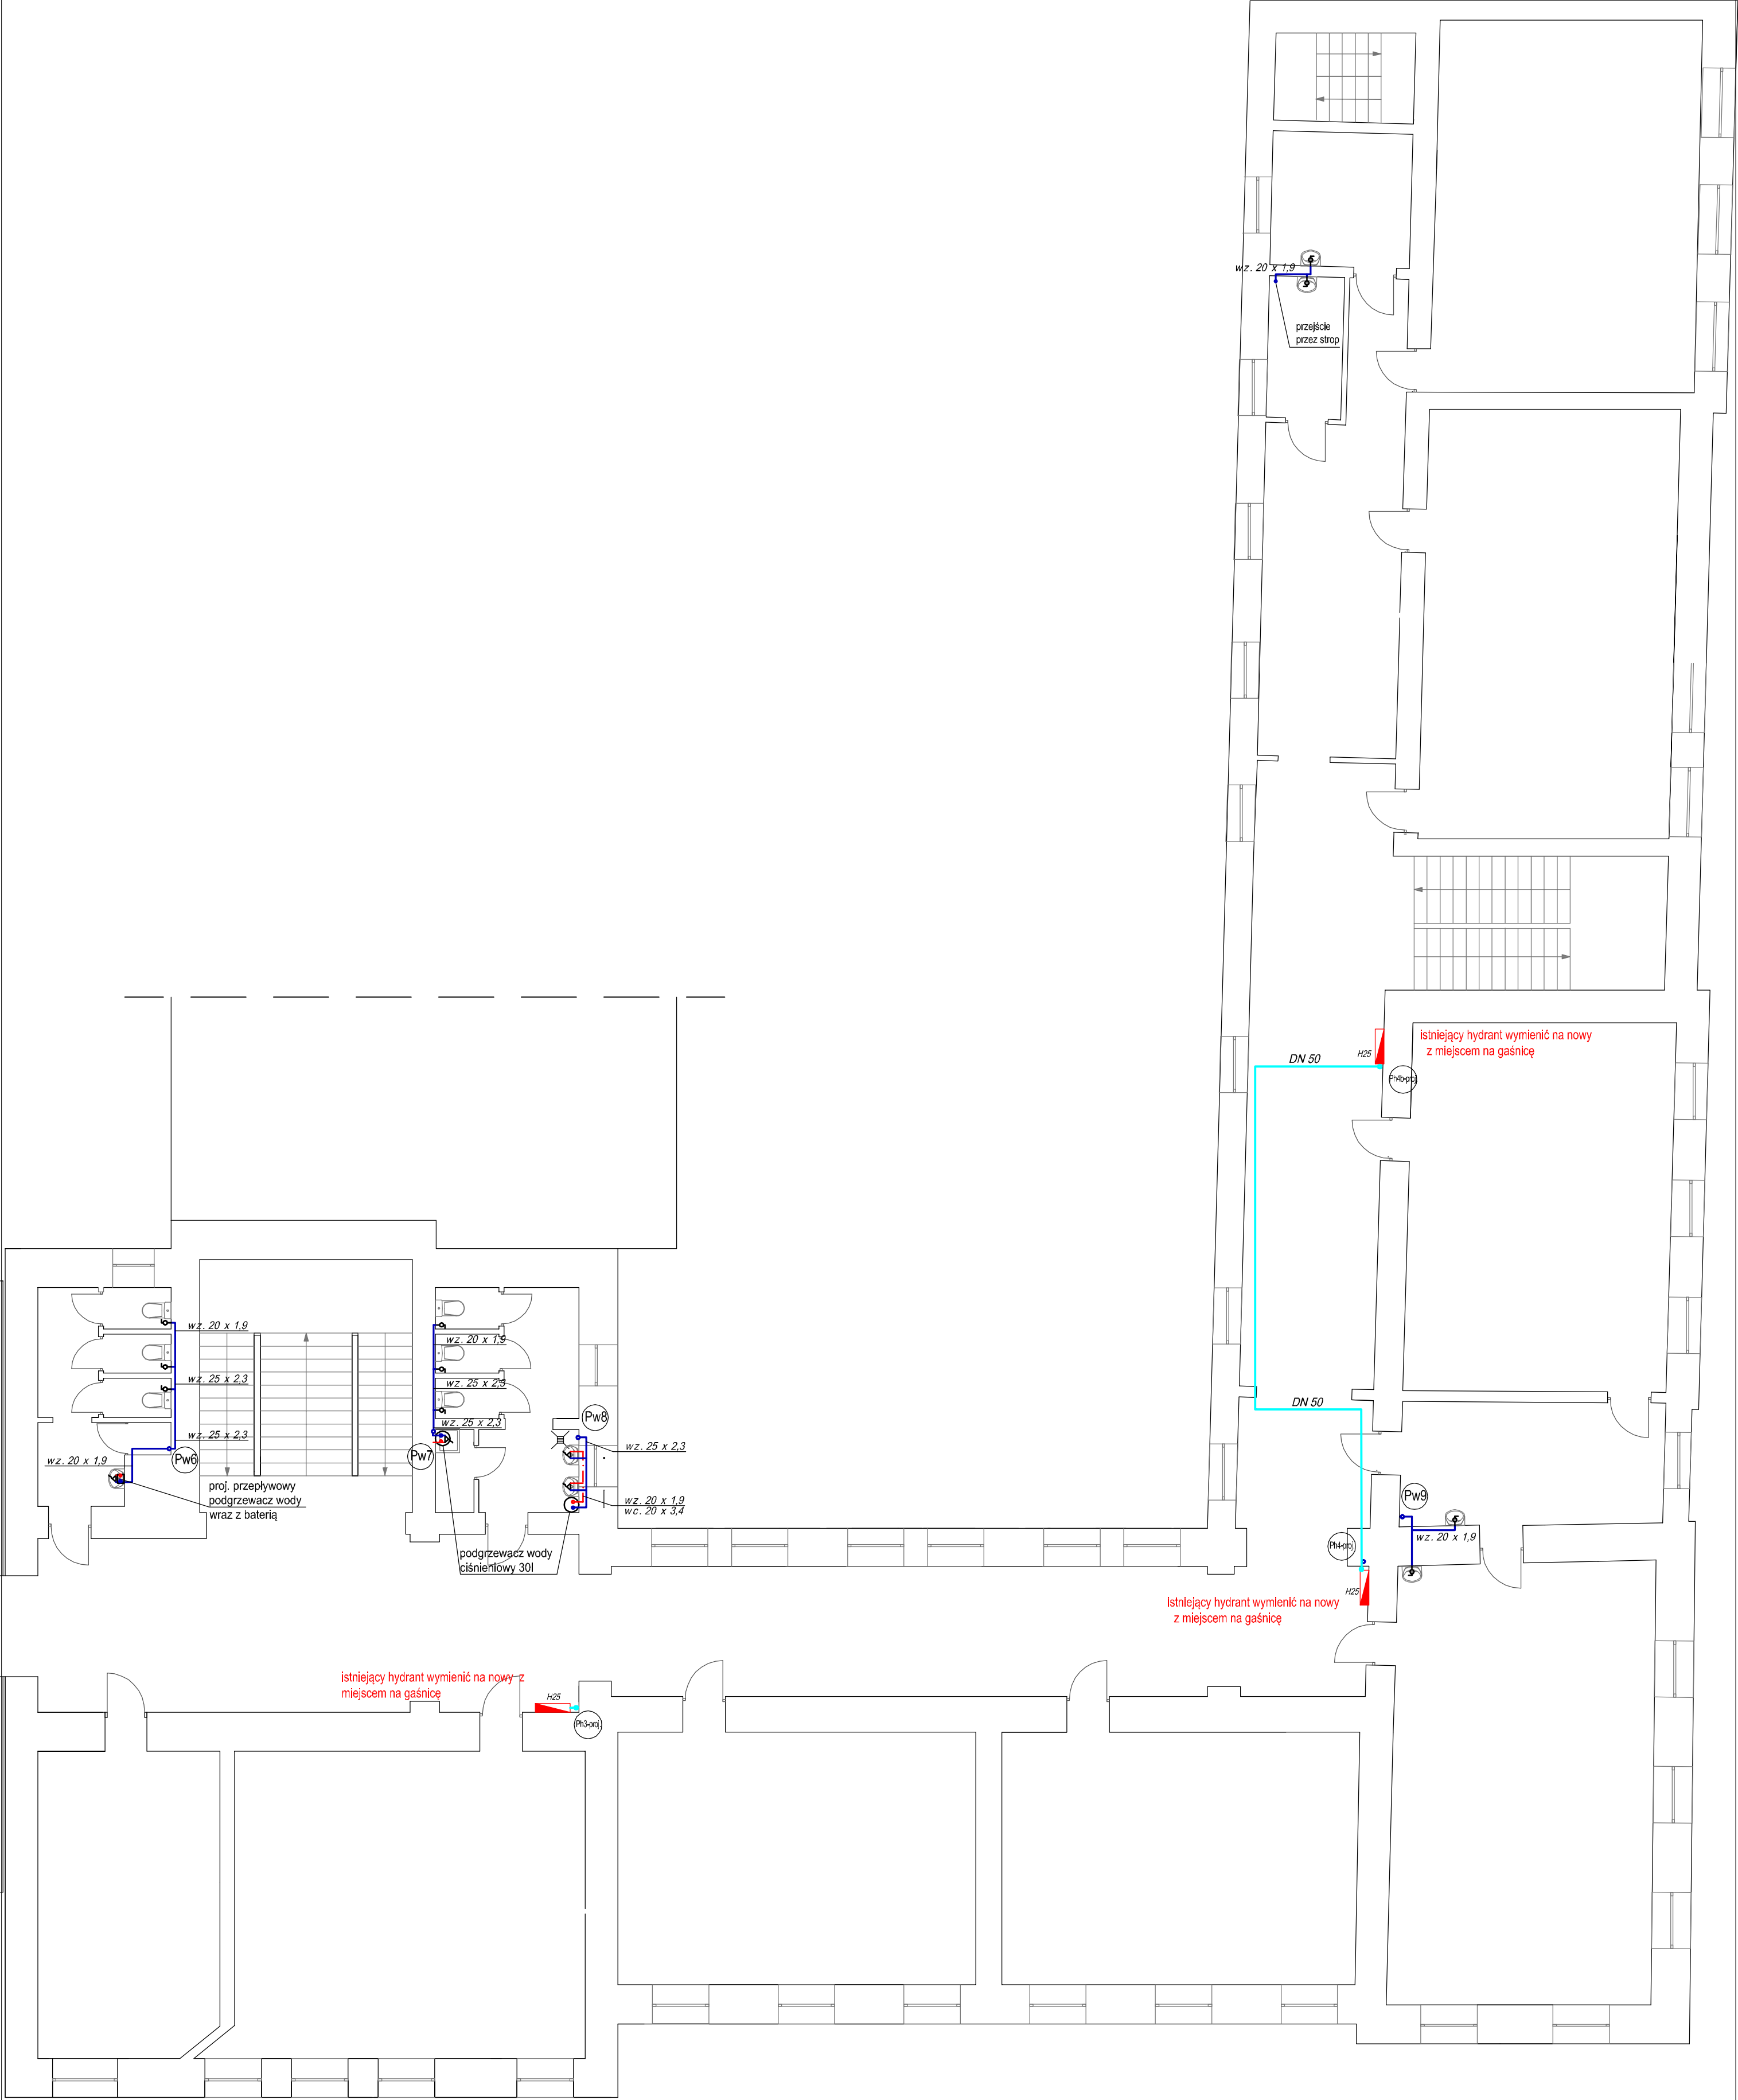 wz. 20 x 1,9
przejście
przez strop
istniejący hydrant wymienić na nowy
z miejscem na gaśnicę
H25
DN 50
Ph4b-proj.
wz. 20 x 1,9
wz. 20 x 1,9
wz. 25 x 2,3
wz. 25 x 2,3
DN 50
Pw8
wz. 25 x 2,3
wz. 25 x 2,3
wz. 25 x 2,3
Pw6
Pw7
wz. 20 x 1,9
proj. przepływowy
podgrzewacz wody
wraz z baterią
wz. 20 x 1,9
wc. 20 x 3,4
Pw9
wz. 20 x 1,9
Ph4-proj.
podgrzewacz wody
ciśnieniowy 30l
H25
istniejący hydrant wymienić na nowy
z miejscem na gaśnicę
istniejący hydrant wymienić na nowy z
miejscem na gaśnicę
H25
Ph3-proj.